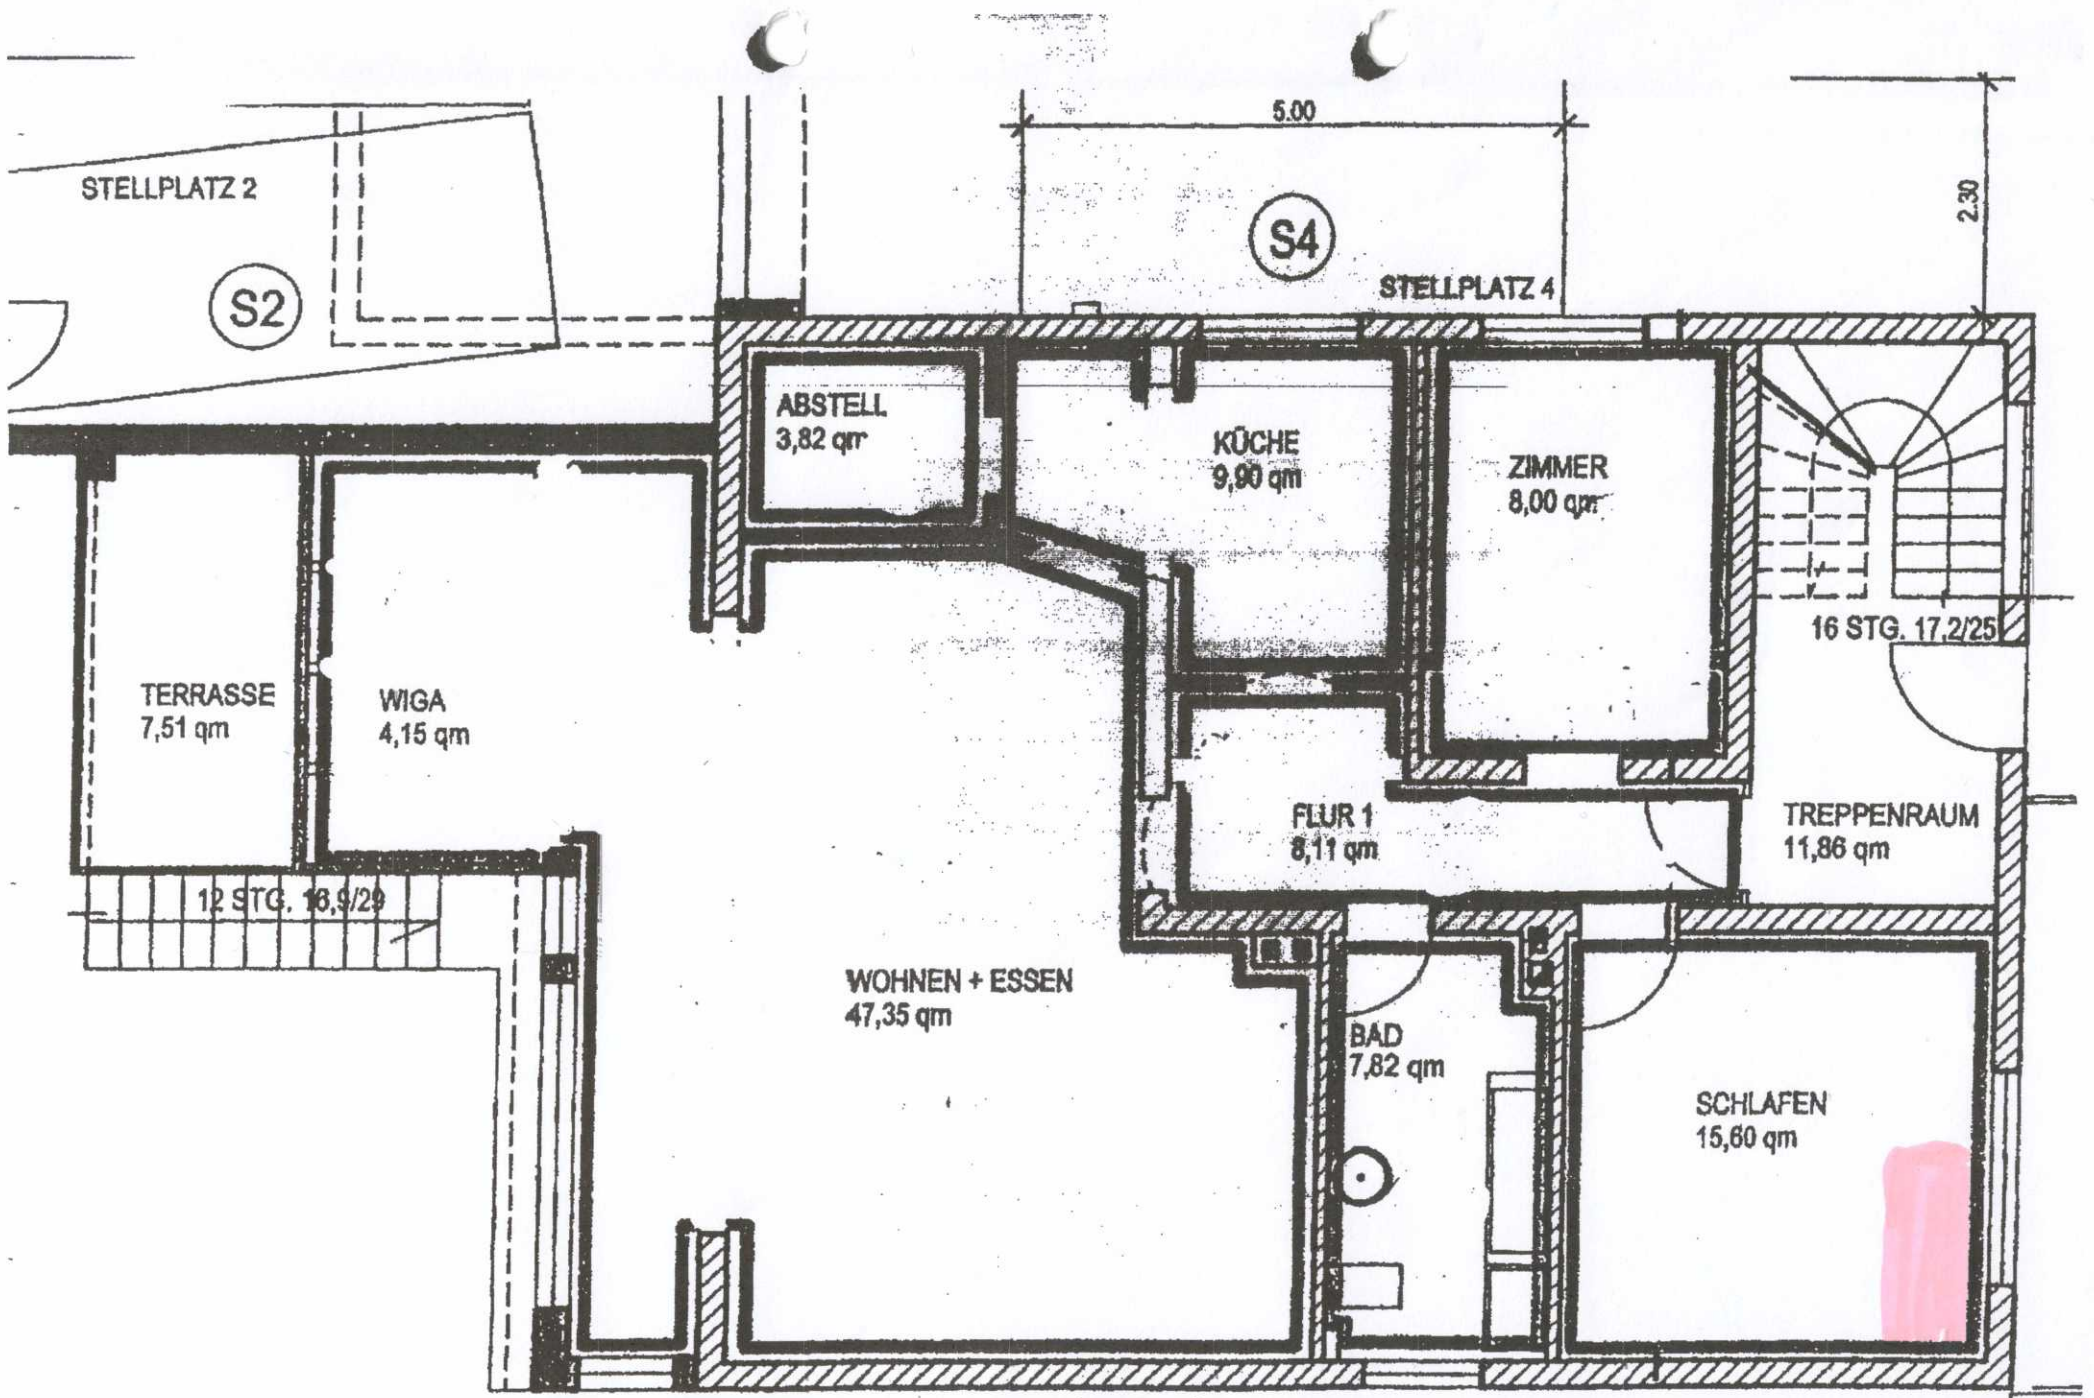 5.00
STELLPLATZ 2
2.30
S4
S2
STELLPLATZ 4
ABSTELL
3,82 qm
KÜCHE
9,90 qm
ZIMMER
8,00 qm
16 STG. 17,2/25
TERRASSE
7,51 qm
WIGA
4,15 qm
FLUR 1
8,11 qm
TREPPENRAUM
11,86 qm
12 STG. 16,9/29
WOHNEN + ESSEN
47,35 qm
BAD
7,82 qm
SCHLAFEN
15,60 qm